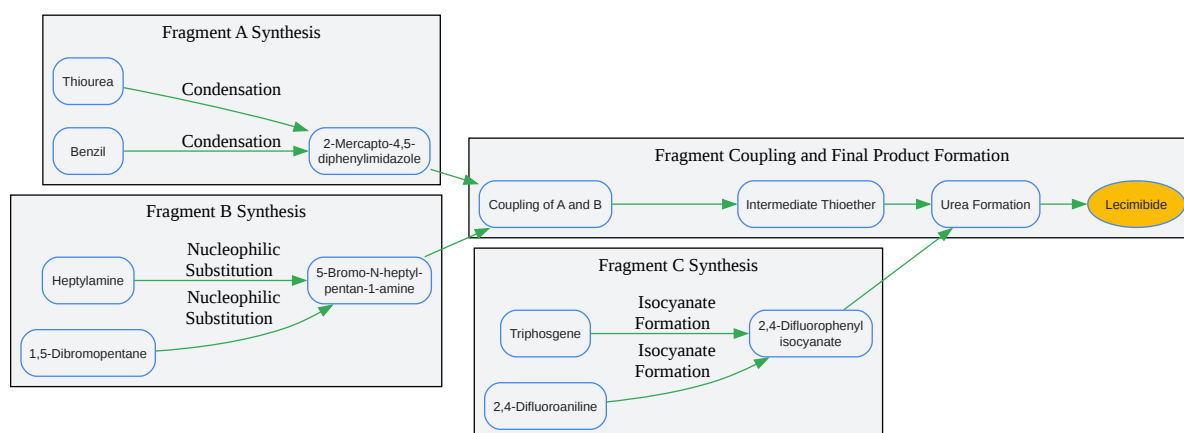 Fragment A Synthesis
Thiourea
Condensation
Benzil
Condensation
2-Mercapto-4,5-
diphenylimidazole
Fragment B Synthesis
Heptylamine
Nucleophilic
Substitution
1,5-Dibromopentane
Nucleophilic
Substitution
5-Bromo-N-heptyl-
pentan-1-amine
Fragment Coupling and Final Product Formation
Coupling of A and B
Intermediate Thioether
Urea Formation
Lecimibide
Fragment C Synthesis
Triphosgene
Isocyanate
Formation
2,4-Difluoroaniline
Isocyanate
Formation
2,4-Difluorophenyl
isocyanate